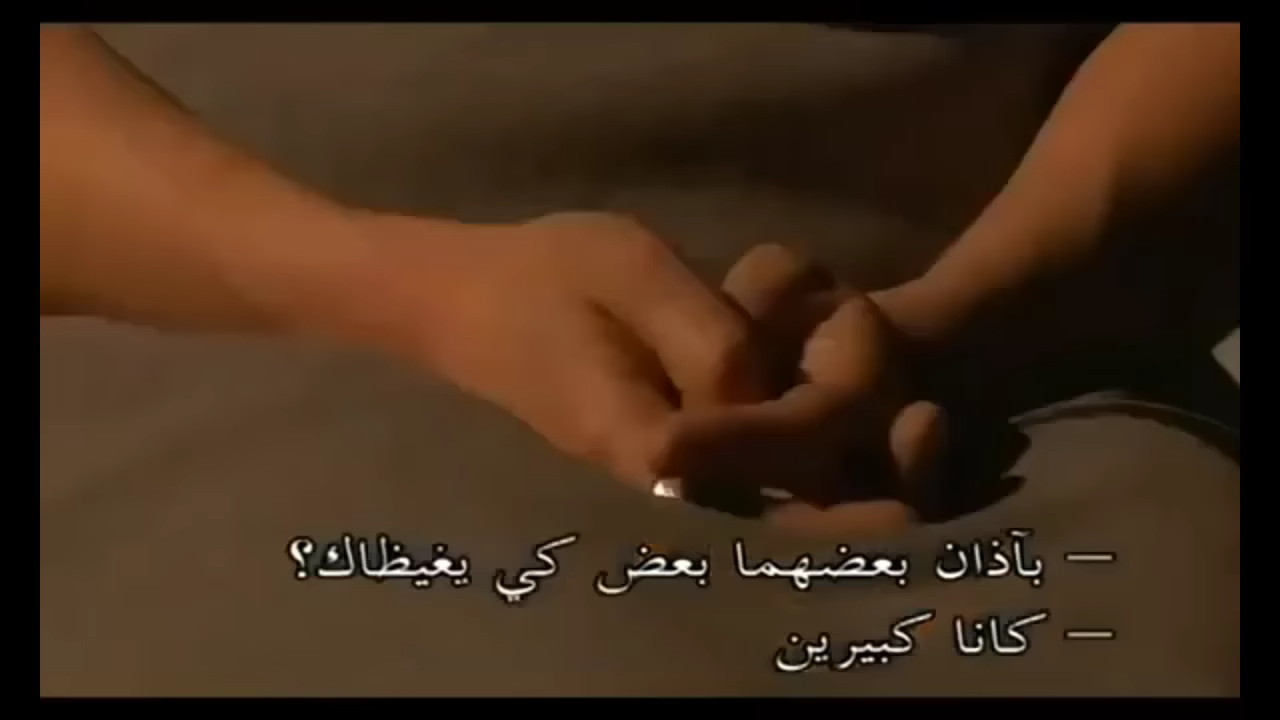 — بآذان بعضهما بعض كي يغيظاك؟
— كانا كبيرين